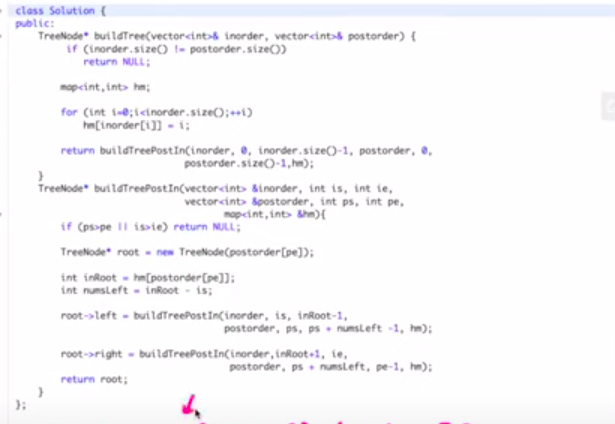 class Solution {
public:
    TreeNode* buildTree(vector<int>& inorder, vector<int>& postorder) {
        if (inorder.size() != postorder.size())
            return NULL;
        map<int,int> hm;
        for (int i=0;i<inorder.size();++i)
            hm[inorder[i]] = i;
        return buildTreePostIn(inorder, 0, inorder.size()-1, postorder, 0,
                               postorder.size()-1,hm);
    }
    TreeNode* buildTreePostIn(vector<int> &inorder, int is, int ie,
                              vector<int> &postorder, int ps, int pe,
                              map<int,int> &hm){
        if (ps>pe || is>ie) return NULL;
        TreeNode* root = new TreeNode(postorder[pe]);
        int inRoot = hm[postorder[pe]];
        int numsLeft = inRoot - is;
        root->left = buildTreePostIn(inorder, is, inRoot-1,
                                     postorder, ps, ps + numsLeft -1, hm);
        root->right = buildTreePostIn(inorder,inRoot+1, ie,
                                      postorder, ps + numsLeft, pe-1, hm);
        return root;
    }
};